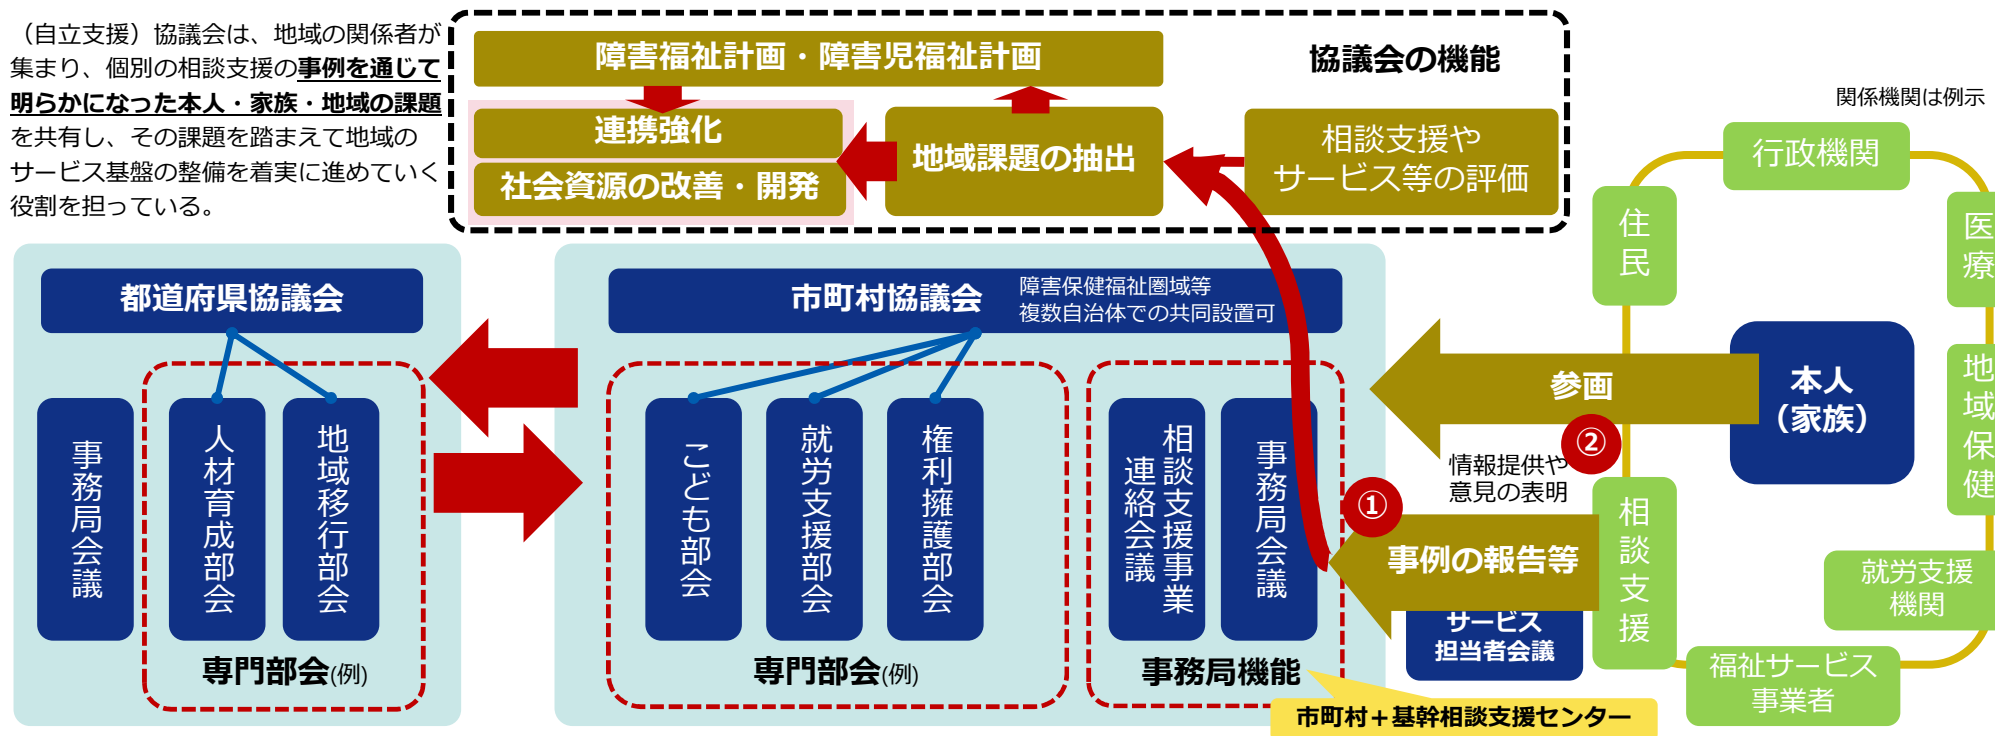 （自立支援）協議会は、地域の関係者が
集まり、個別の相談支援の事例を通じて
明らかになった本人・家族・地域の課題
を共有し、その課題を踏まえて地域の
サービス基盤の整備を着実に進めていく
役割を担っている。
障害福祉計画・障害児福祉計画
協議会の機能
連携強化
社会資源の改善・開発
地域課題の抽出
相談支援や
サービス等の評価
関係機関は例示
行政機関
住民
医療
地域保健
就労支援
機関
福祉サービス
事業者
相談支援
本人
（家族）
都道府県協議会
事務局会議
人材育成部会
地域移行部会
専門部会(例)
市町村協議会
障害保健福祉圏域等
複数自治体での共同設置可
こども部会
就労支援部会
権利擁護部会
専門部会(例)
相談支援事業
連絡会議
事務局会議
事務局機能
参画
②
情報提供や
意見の表明
①
事例の報告等
サービス
担当者会議
市町村＋基幹相談支援センター